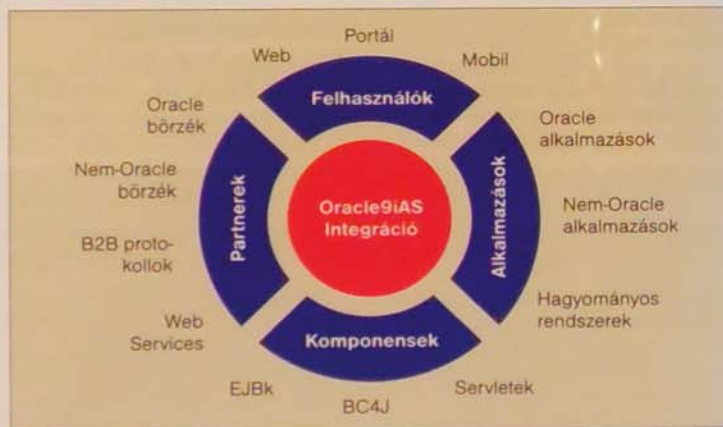 Portál
Web
Mobil
Felhasználók
Oracle
börzék
Nem-Oracle
börzék
B2B proto-
kollok
Web
Services
Partnerek
Oracle9iAS
Integráció
Alkalmazások
Oracle
alkalmazások
Nem-Oracle
alkalmazások
Hagyományos
rendszerek
Komponensek
EJBk
BC4J
Servletek